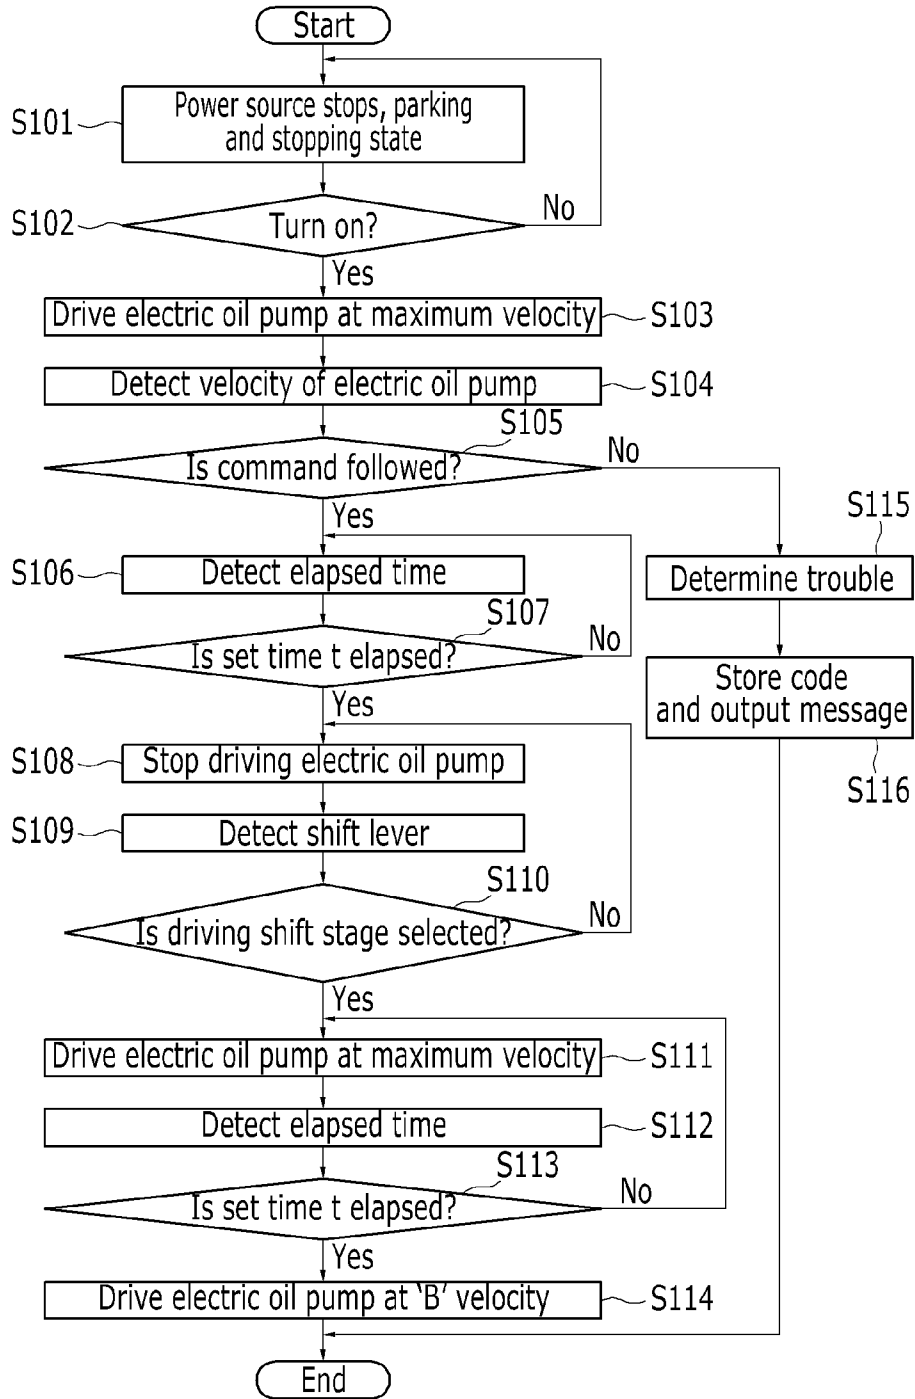 Start
S101
Power source stops, parking
and stopping state
S102
Turn on?
No
Yes
Drive electric oil pump at maximum velocity
S103
Detect velocity of electric oil pump
S104
S105
Is command followed?
No
Yes
S115
S106
Detect elapsed time
Determine trouble
S107
Is set time t elapsed?
No
Yes
Store code
and output message
S116
S108
Stop driving electric oil pump
S109
Detect shift lever
S110
Is driving shift stage selected?
No
Yes
Drive electric oil pump at maximum velocity
S111
Detect elapsed time
S112
S113
Is set time t elapsed?
No
Yes
Drive electric oil pump at ‘B’ velocity
S114
End